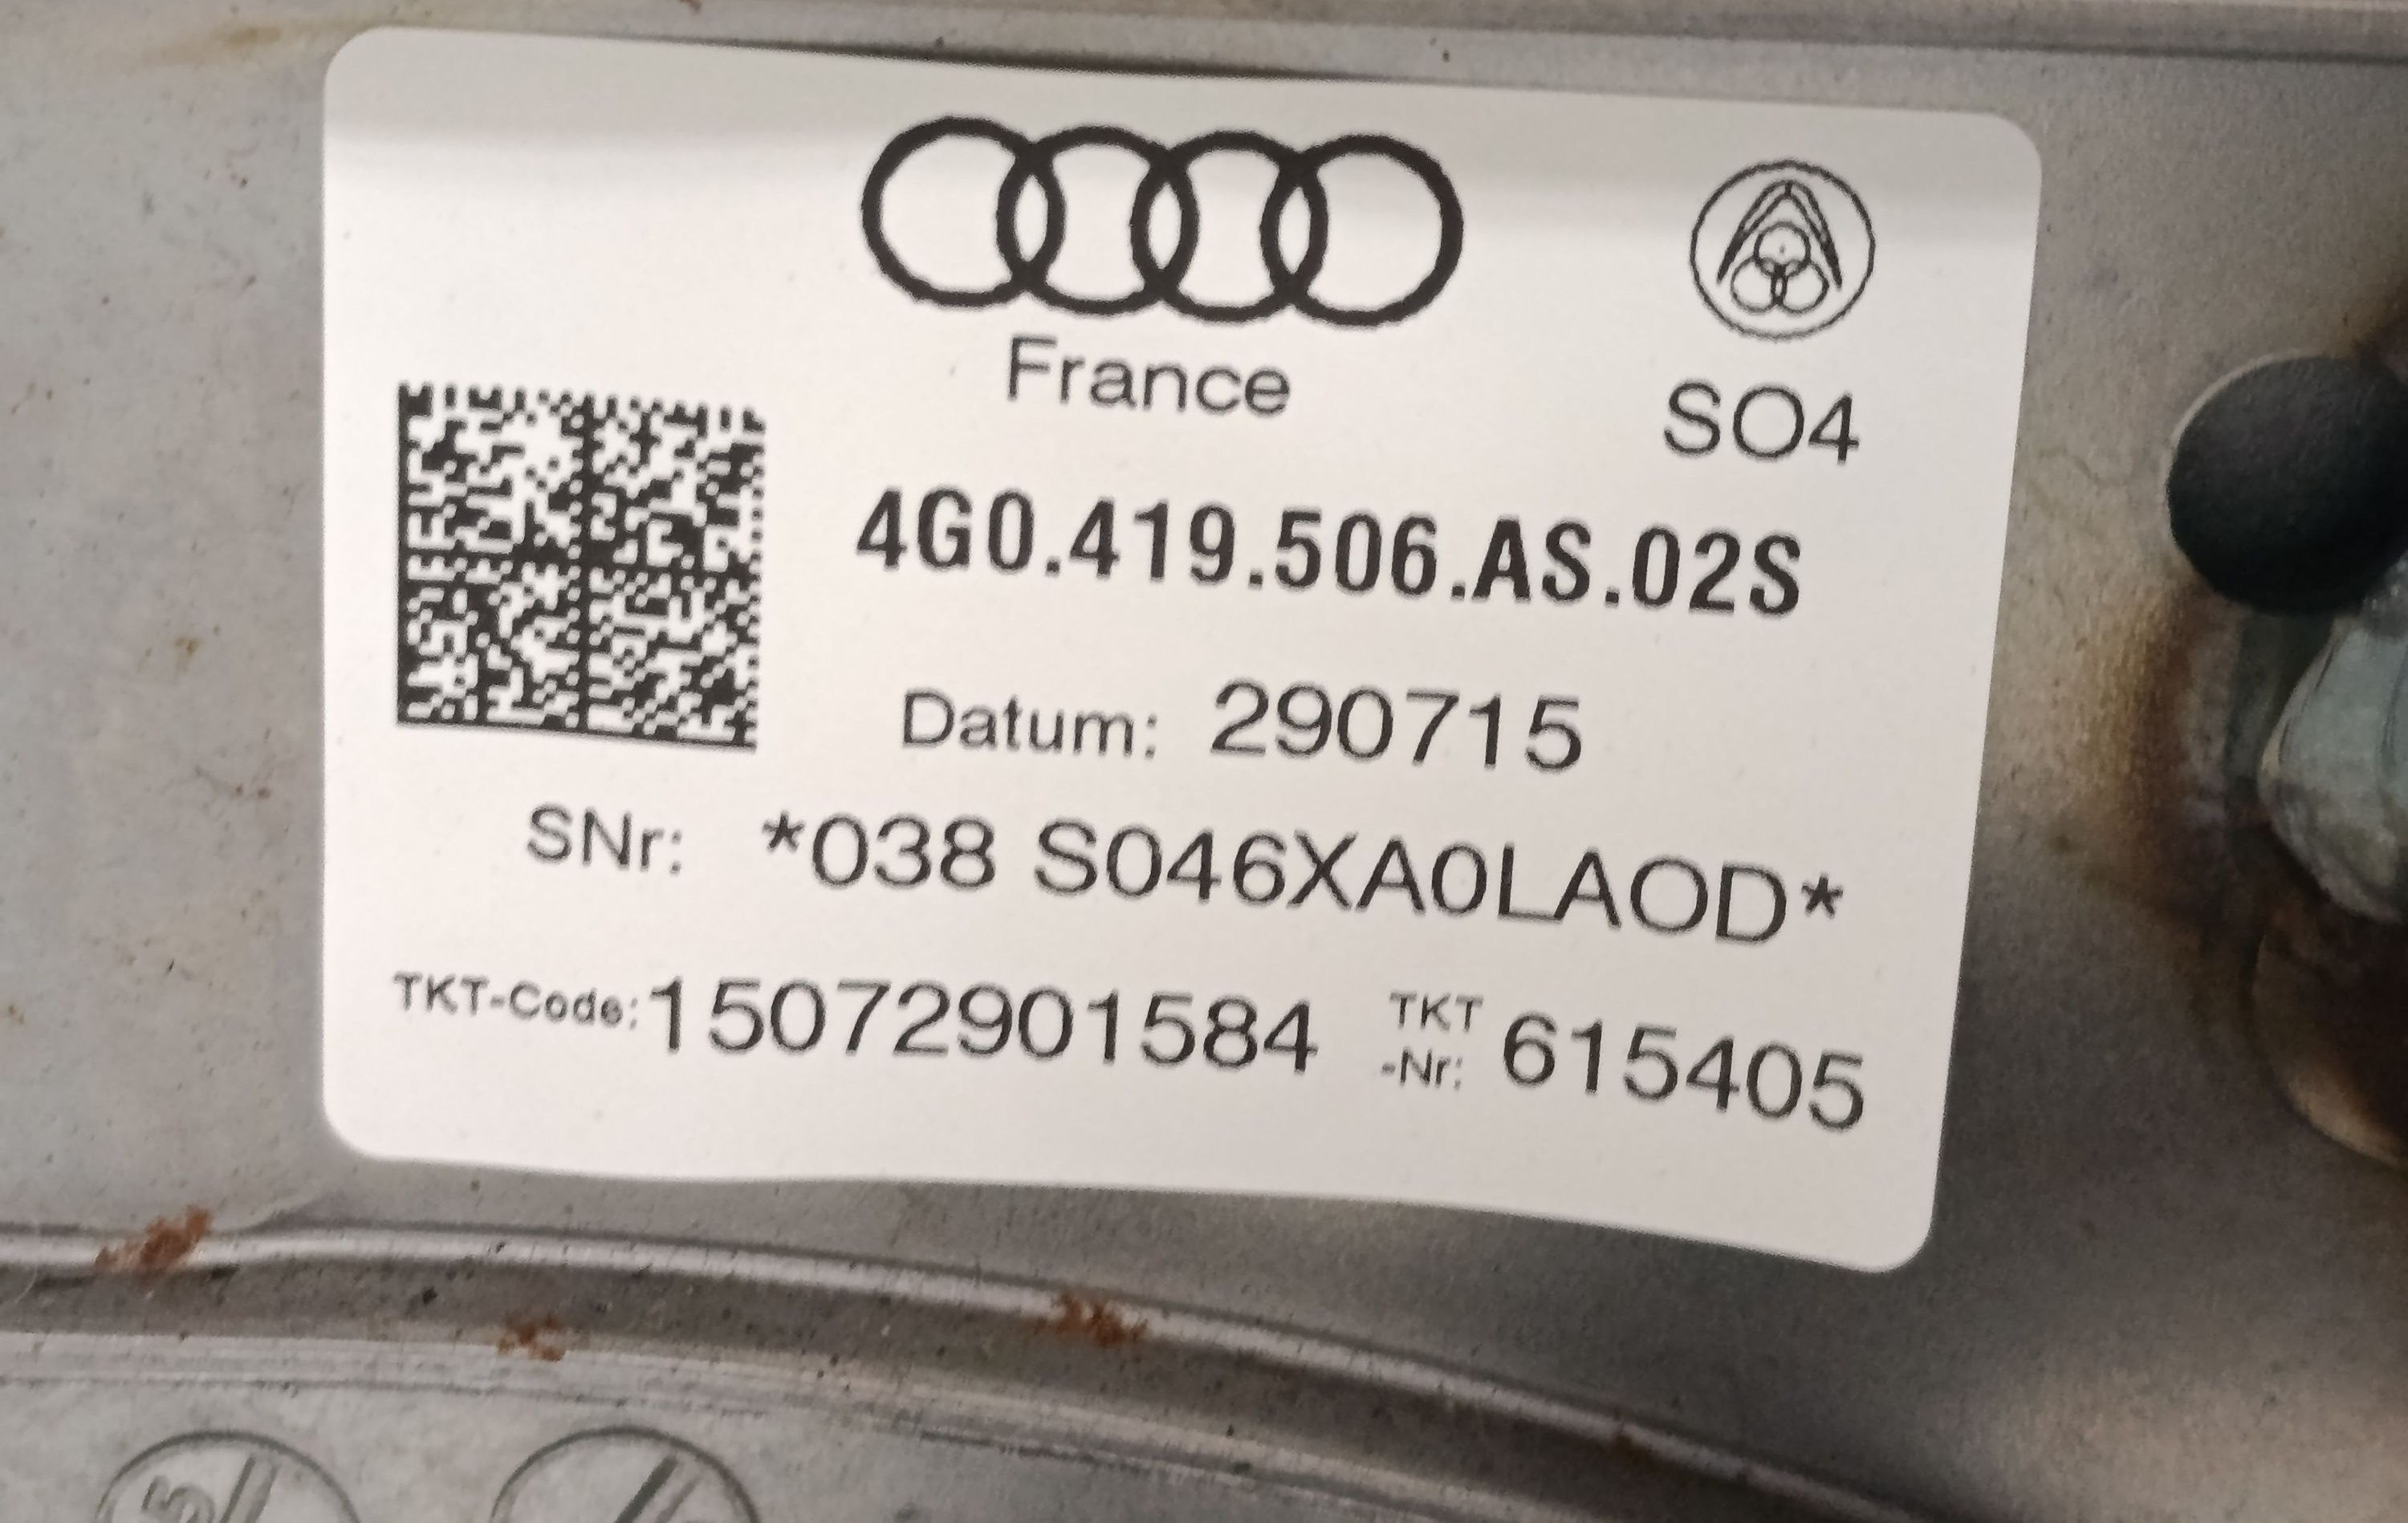 France
SO4
4G0.419.506.AS.02S
Datum: 290715
SNr: *038 S046XA0LAOD*
TKT-Code: 15072901584 TKT-Nr: 615405